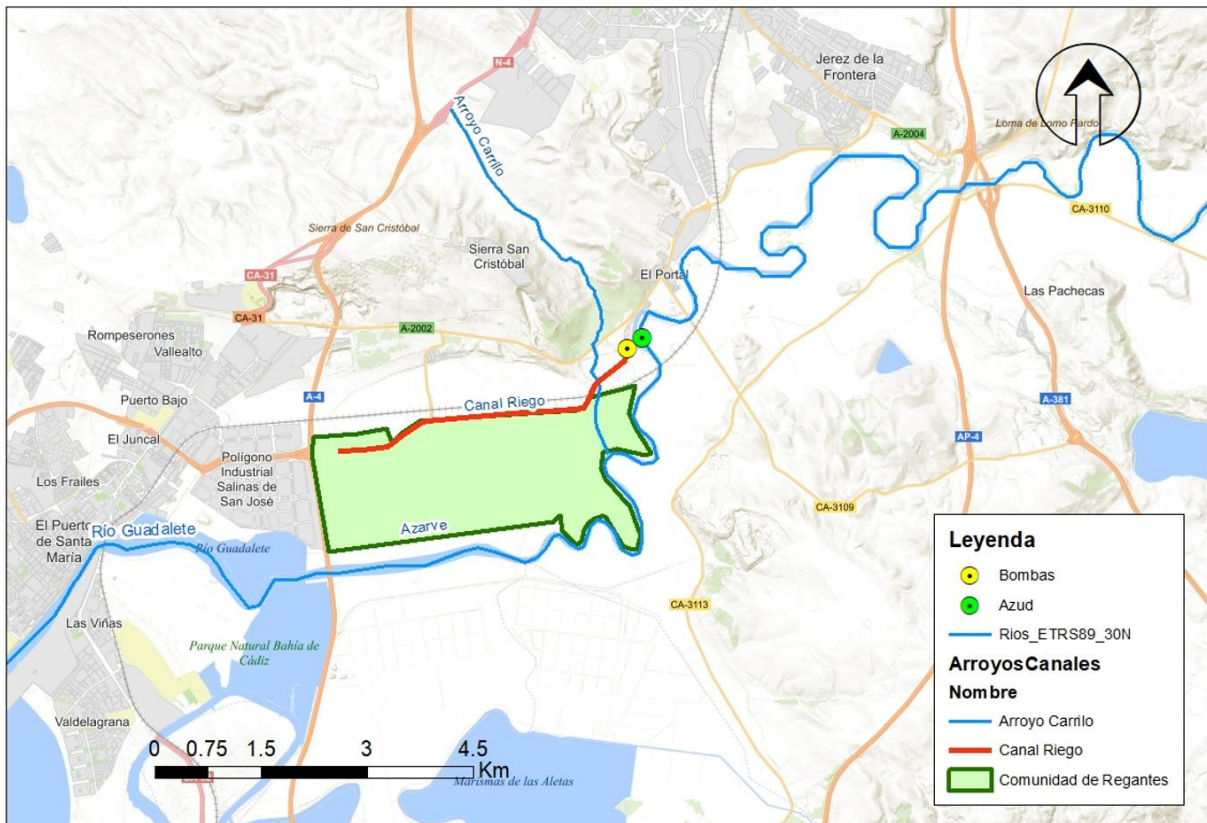 N-4
Jerez de la
Frontera
Arroyo Carrilo
A-2004
Loma de Lomo Pardo
CA-3110
Sierra de San Cristóbal
Sierra San
Cristóbal
CA-31
El Portal
Las Pachecas
CA-31
A-2002
Rompeserones
Vallealto
Puerto Bajo
A-4
Canal Riego
A-381
El Juncal
AP-4
Polígono
Industrial
Salinas de
San José
Los Frailes
CA-3109
El Puerto
de Santa
María
Río Guadalete
Azarve
Río Guadalete
CA-3113
Las Viñas
Parque Natural Bahía de
Cádiz
Valdelagrana
0 0.75 1.5 3 4.5
Km
Marismas de las Aletas
Leyenda
Bombas
Azud
Rios_ETRS89_30N
ArroyosCanales
Nombre
Arroyo Carrilo
Canal Riego
Comunidad de Regantes